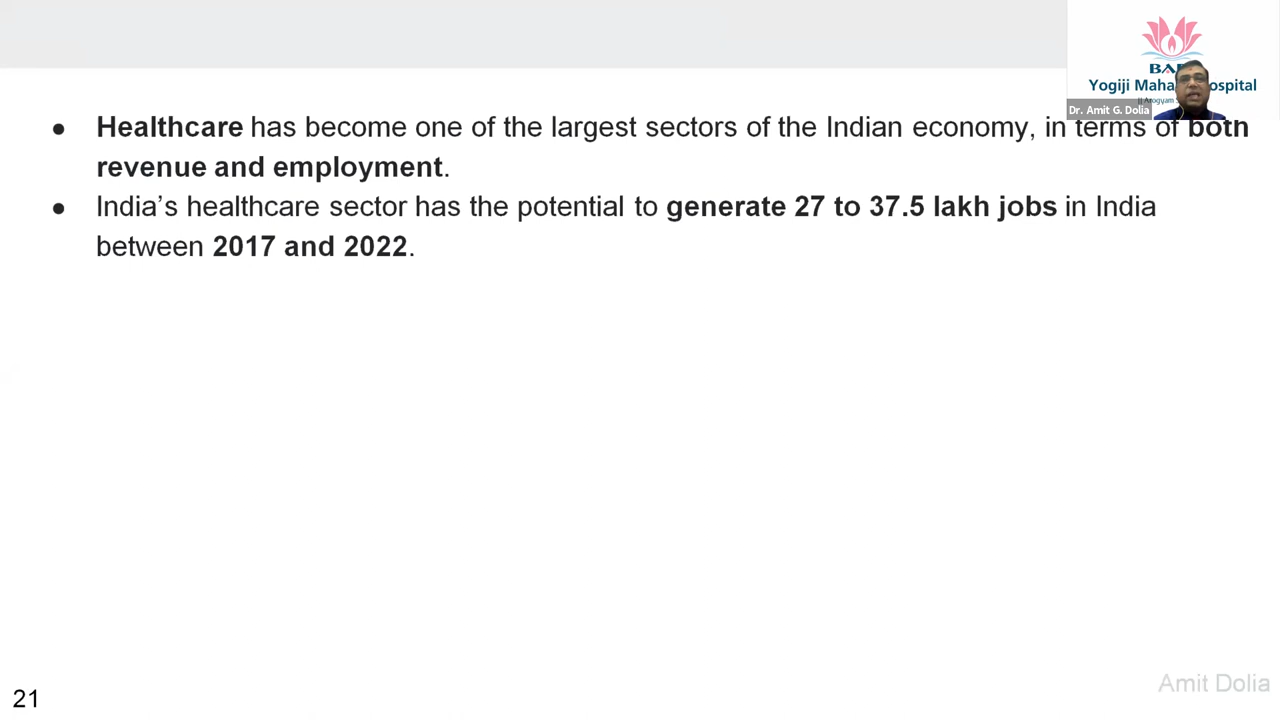 Yogiji Maha ospital
Dr. Amit G. Dolia
● Healthcare has become one of the largest sectors of the Indian economy, in terms of both
revenue and employment.
● India’s healthcare sector has the potential to generate 27 to 37.5 lakh jobs in India
between 2017 and 2022.
21
Amit Dolia